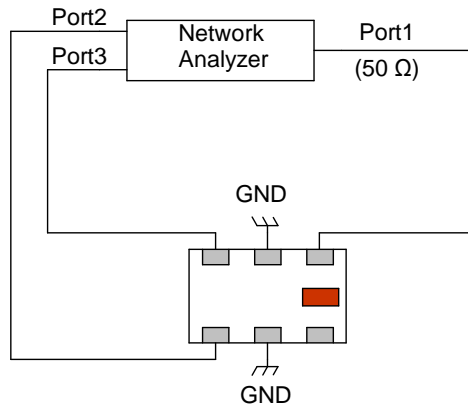 Port2
Port3
Network
Analyzer
Port1
(50 Ω)
GND
GND